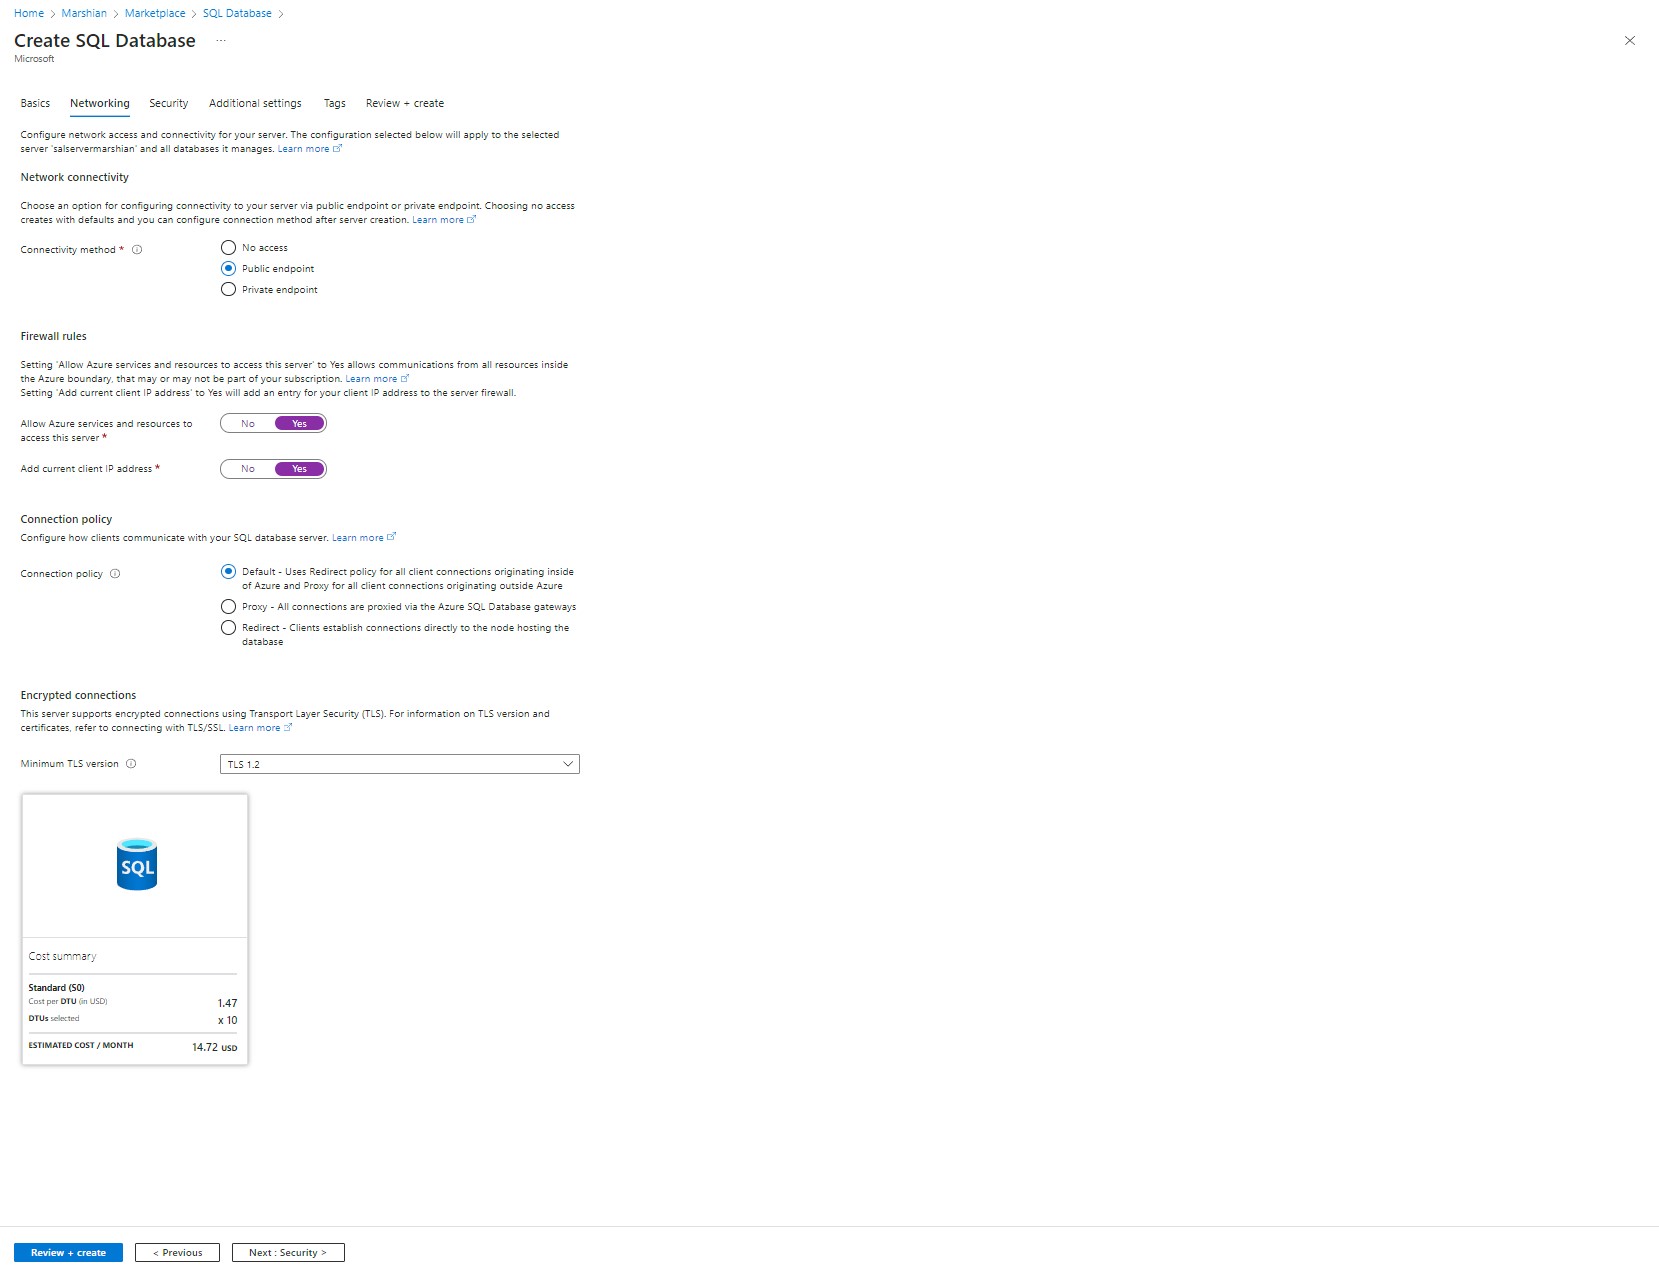 Home > Marshian > Marketplace > SQL Database >
Create SQL Database ...
Microsoft
Basics Networking Security Additional settings Tags Review + create
Configure network access and connectivity for your server. The configuration selected below will apply to the selected
server 'salservermarshian' and all databases it manages. Learn more
Network connectivity
Choose an option for configuring connectivity to your server via public endpoint or private endpoint. Choosing no access
creates with defaults and you can configure connection method after server creation. Learn more
Connectivity method *
No access
Public endpoint
Private endpoint
Firewall rules
Setting 'Allow Azure services and resources to access this server' to Yes allows communications from all resources inside
the Azure boundary, that may or may not be part of your subscription. Learn more
Setting 'Add current client IP address' to Yes will add an entry for your client IP address to the server firewall.
Allow Azure services and resources to
access this server *
No Yes
Add current client IP address *
No Yes
Connection policy
Configure how clients communicate with your SQL database server. Learn more
Connection policy
Default - Uses Redirect policy for all client connections originating inside
of Azure and Proxy for all client connections originating outside Azure
Proxy - All connections are proxied via the Azure SQL Database gateways
Redirect - Clients establish connections directly to the node hosting the
database
Encrypted connections
This server supports encrypted connections using Transport Layer Security (TLS). For information on TLS version and
certificates, refer to connecting with TLS/SSL. Learn more
Minimum TLS version
TLS 1.2
SQL
Cost summary
Standard (S0)
Cost per DTU (in USD) 1.47
DTUs selected x 10
ESTIMATED COST / MONTH 14.72 USD
Review + create < Previous Next : Security >